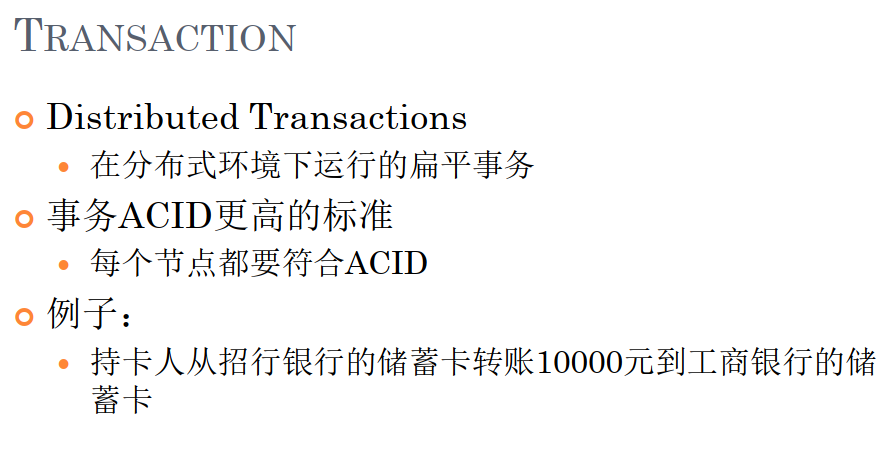 TRANSACTION
Distributed Transactions
在分布式环境下运行的扁平事务
事务ACID更高的标准
每个节点都要符合ACID
例子：
持卡人从招行银行的储蓄卡转账10000元到工商银行的储
蓄卡